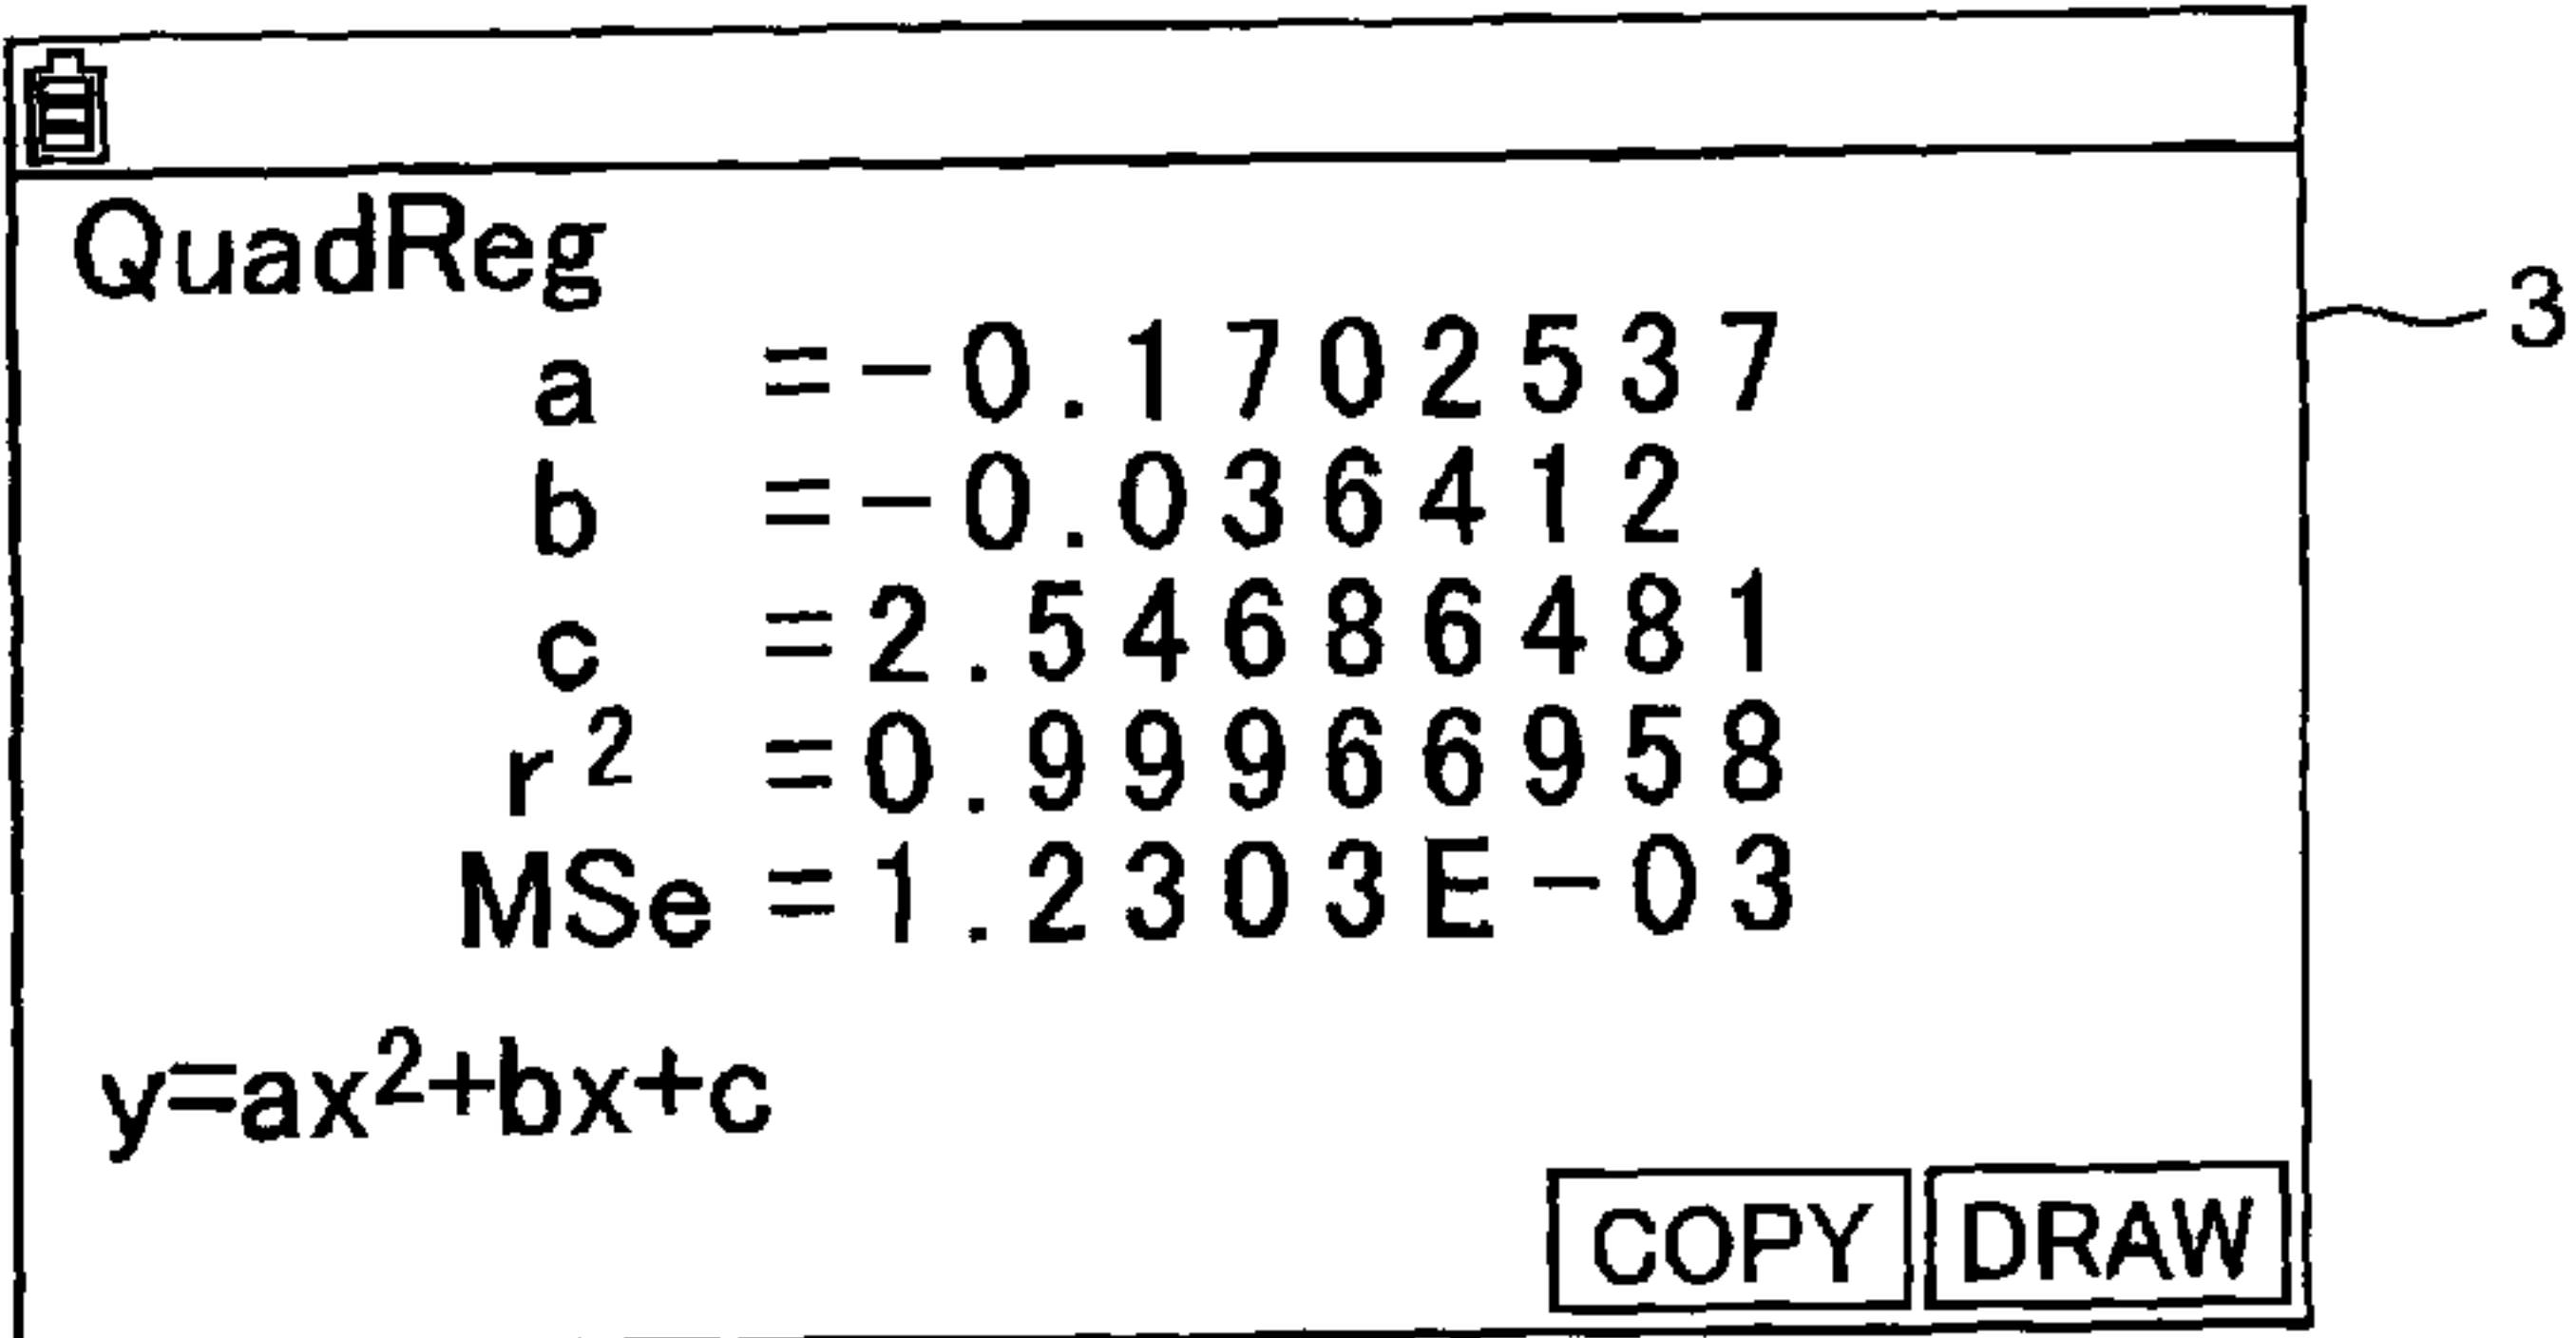 QuadReg
a =-0.1702537
b =-0.036412
c =2.54686481
r² =0.99966958
MSe =1.2303E-03
y=ax²+bx+c
COPY DRAW
3